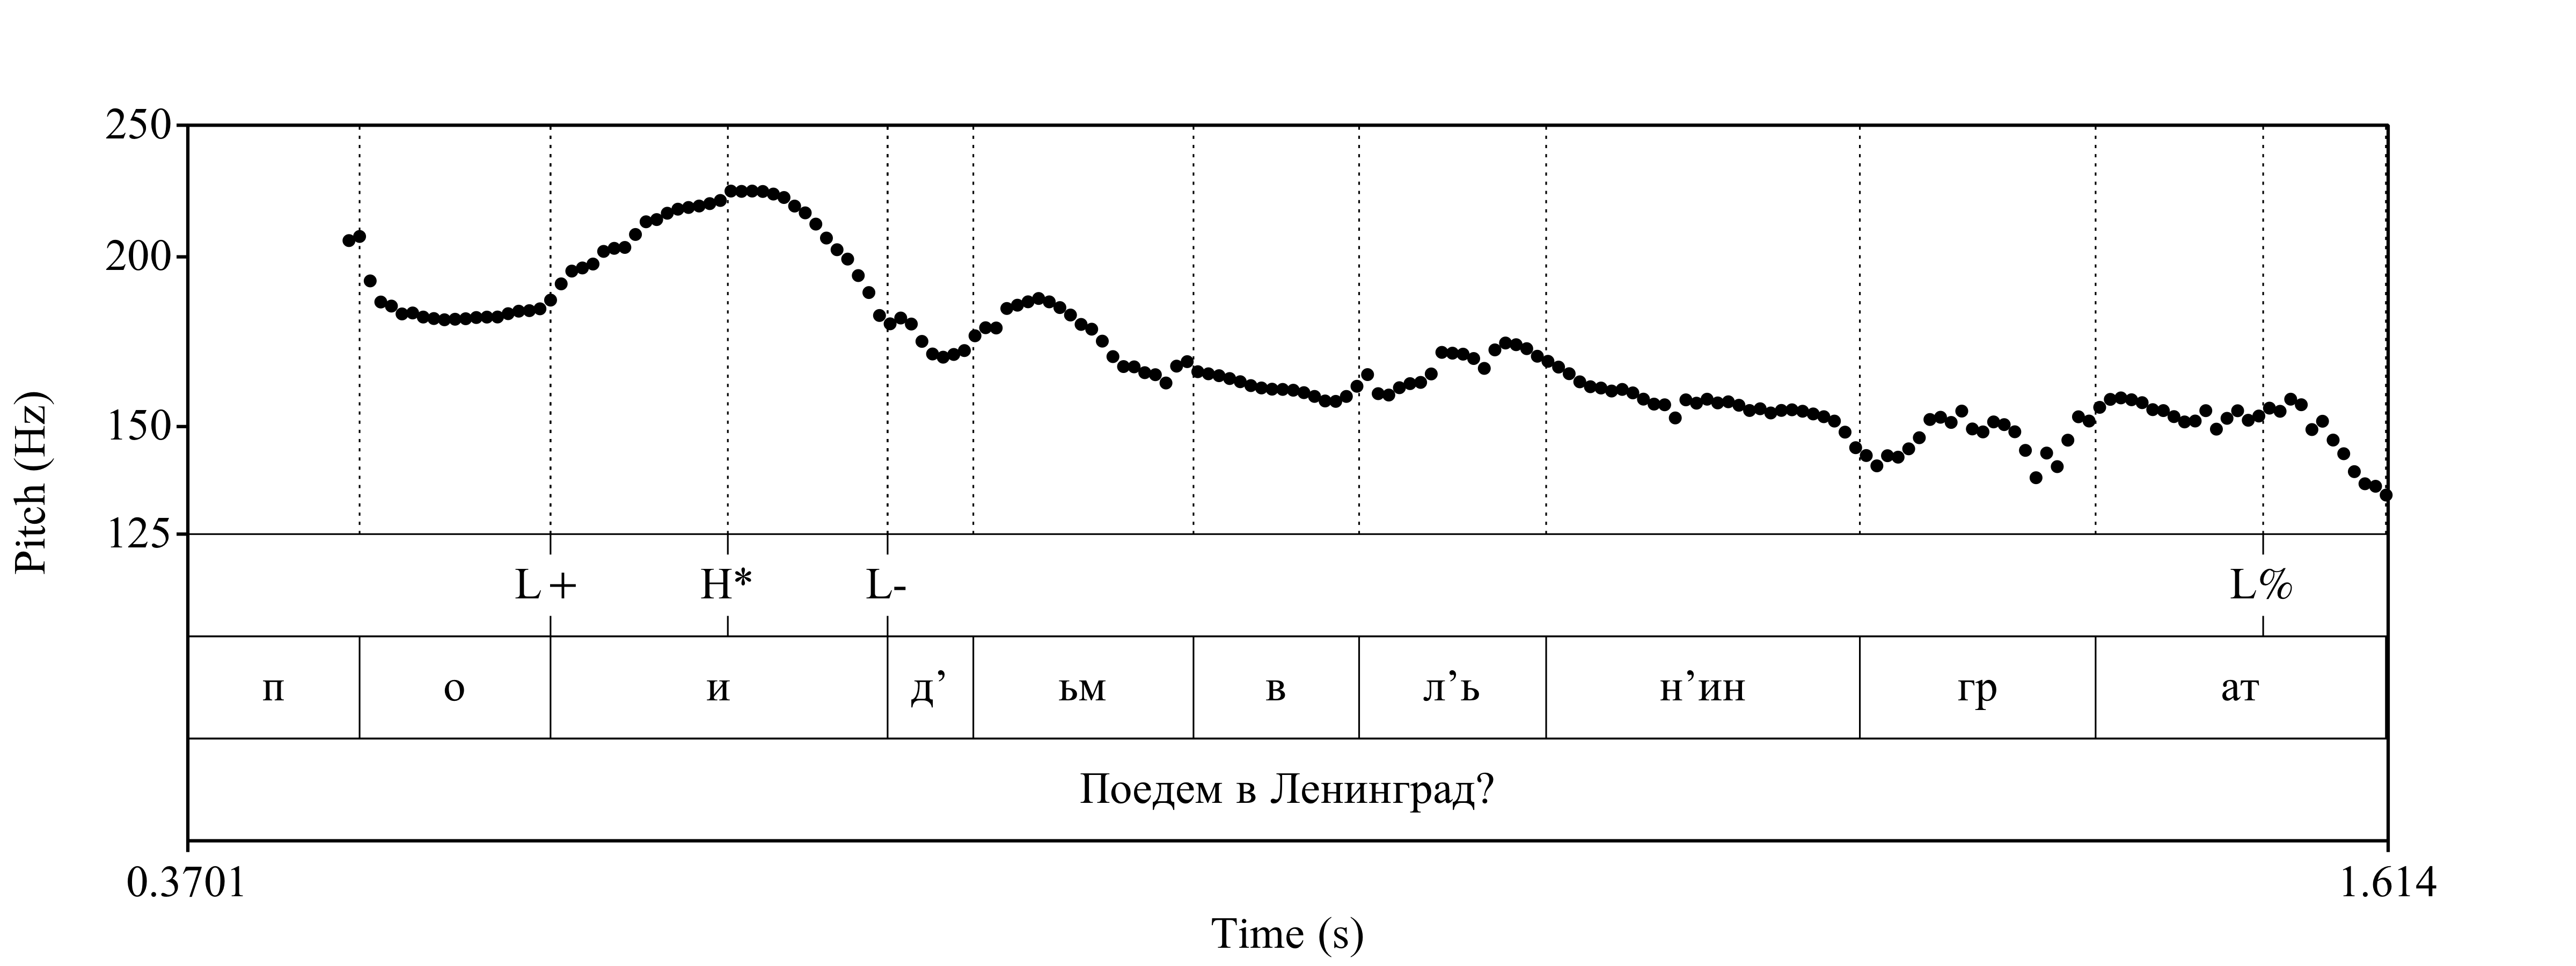 250
200
150
125
Pitch (Hz)
L+ H* L- L%
п о и д’ ьм в л’ь н’ин гр ат
Поедем в Ленинград?
0.3701 1.614
Time (s)